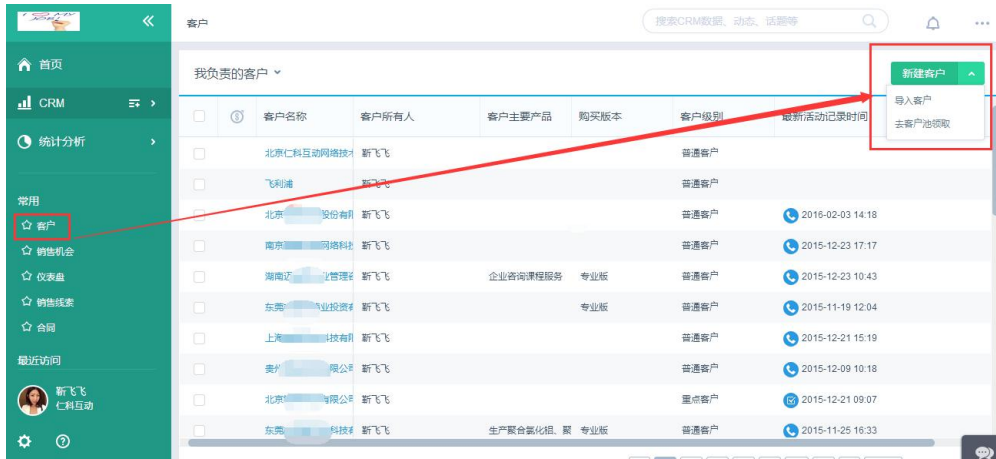 客户
搜索CRM数据、动态、话题等
首页
CRM
统计分析
常用
客户
销售机会
仪表盘
销售线索
合同
最近访问
靳飞飞
仁科互动
我负责的客户
新建客户
导入客户
去客户池领取
客户名称 客户所有人 客户主要产品 购买版本 客户级别 最新活动记录时间
北京仁科互动网络技术 靳飞飞 普通客户
飞利浦 靳飞飞 普通客户
北京 股份有限 靳飞飞 普通客户 2016-02-03 14:18
南京 网络科技 靳飞飞 普通客户 2015-12-23 17:17
湖南迈 业管理咨 靳飞飞 企业咨询课程服务 专业版 普通客户 2015-12-23 10:43
东莞 业投资有 靳飞飞 专业版 普通客户 2015-11-19 12:04
上海 科技有限 靳飞飞 普通客户 2015-12-21 15:19
贵州 限公司 靳飞飞 普通客户 2015-12-09 10:18
北京 有限公司 靳飞飞 重点客户 2015-12-21 09:07
东莞 科技有 靳飞飞 生产聚合氯化铝、聚 专业版 普通客户 2015-11-25 16:33